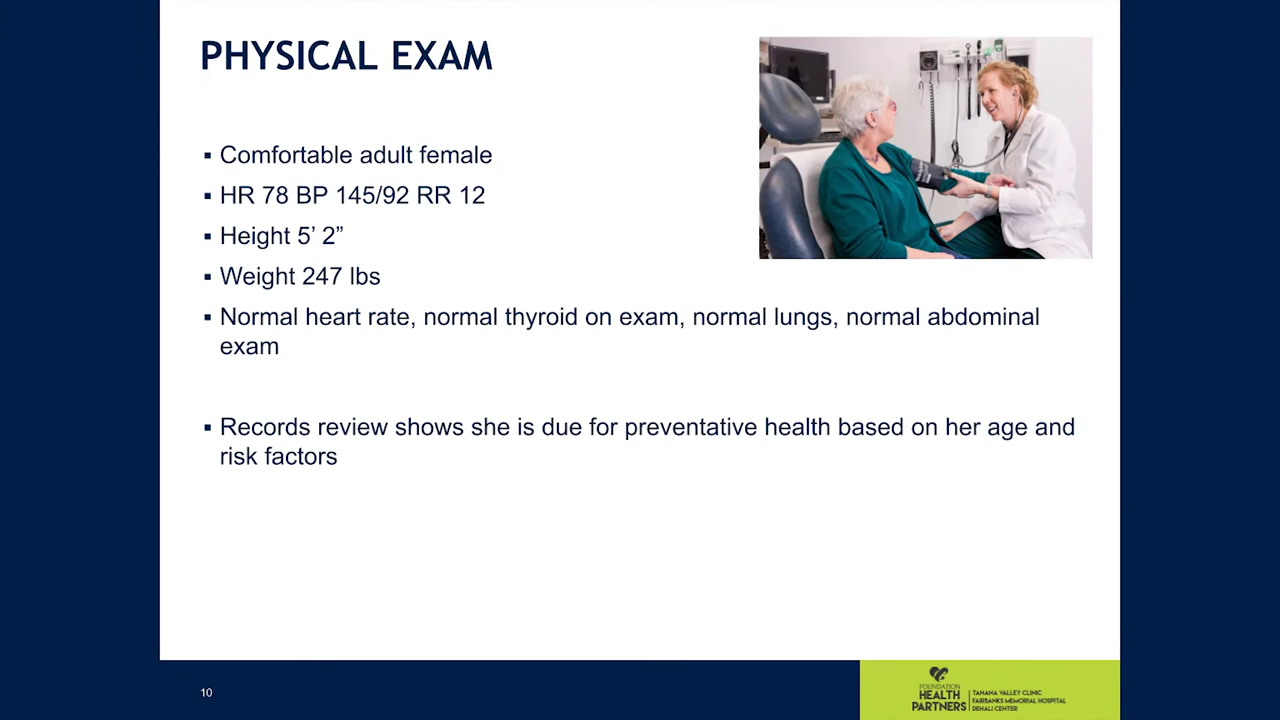 PHYSICAL EXAM
▪ Comfortable adult female
▪ HR 78 BP 145/92 RR 12
▪ Height 5’ 2”
▪ Weight 247 lbs
▪ Normal heart rate, normal thyroid on exam, normal lungs, normal abdominal
exam
▪ Records review shows she is due for preventative health based on her age and
risk factors
10
FOUNDATION
HEALTH
PARTNERS
TANANA VALLEY CLINIC
FAIRBANKS MEMORIAL HOSPITAL
DENALI CENTER